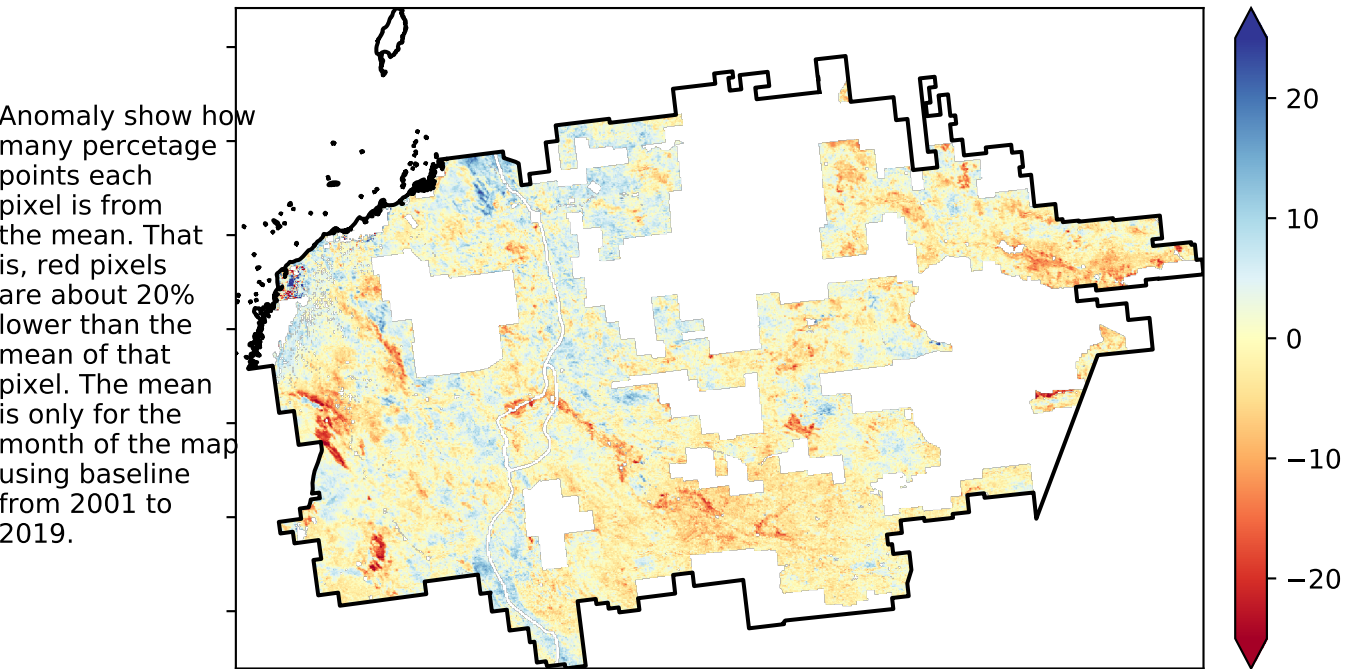 Anomaly show how
many percetage
points each
pixel is from
the mean. That
is, red pixels
are about 20%
lower than the
mean of that
pixel. The mean
is only for the
month of the map
using baseline
from 2001 to
2019.
20
10
0
−10
−20